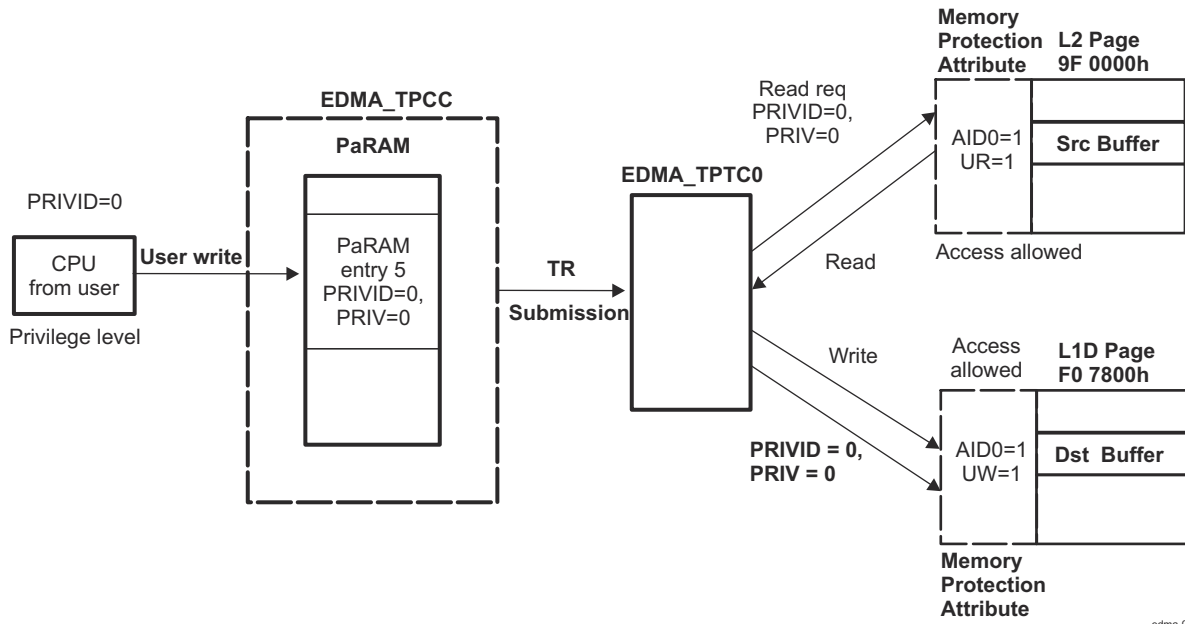 Memory
Protection
Attribute
L2 Page
9F 0000h
EDMA_TPCC
PaRAM
Read req
PRIVID=0,
PRIV=0
AID0=1
UR=1
Src Buffer
EDMA_TPTC0
PRIVID=0
CPU
from user
Privilege level
User write
PaRAM
entry 5
PRIVID=0,
PRIV=0
TR
Submission
Read
Access allowed
Write
Access
allowed
L1D Page
F0 7800h
PRIVID = 0,
PRIV = 0
AID0=1
UW=1
Dst Buffer
Memory
Protection
Attribute